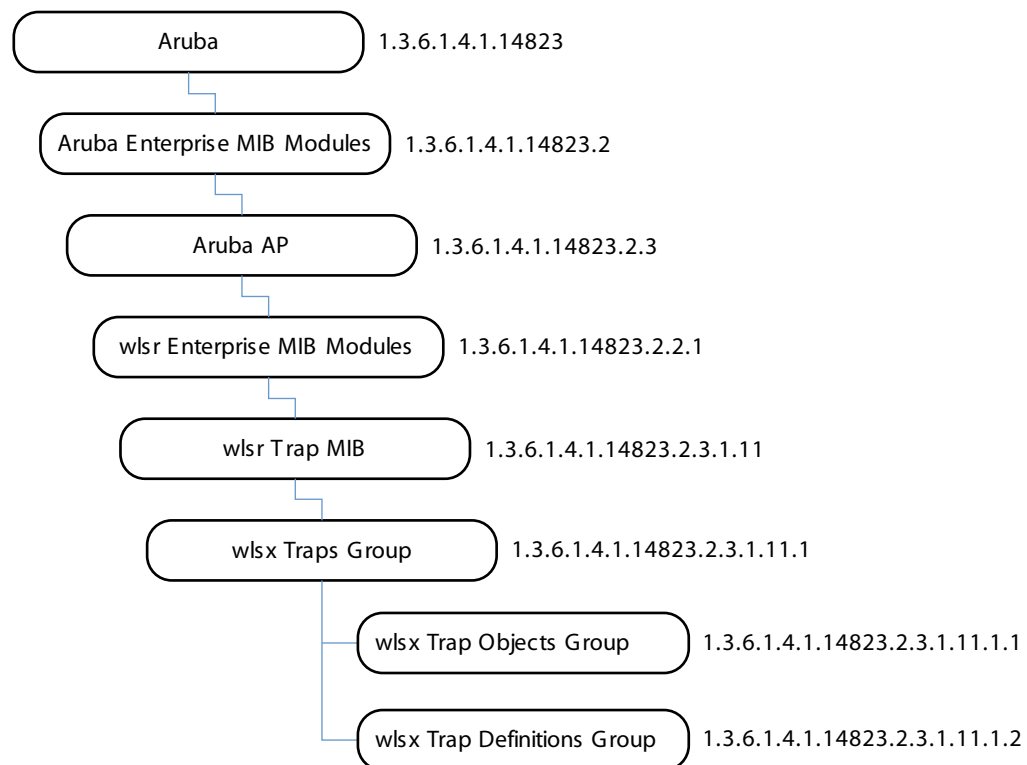 Aruba 1.3.6.1.4.1.14823
Aruba Enterprise MIB Modules 1.3.6.1.4.1.14823.2
Aruba AP 1.3.6.1.4.1.14823.2.3
wlsr Enterprise MIB Modules 1.3.6.1.4.1.14823.2.2.1
wlsr Trap MIB 1.3.6.1.4.1.14823.2.3.1.11
wlsx Traps Group 1.3.6.1.4.1.14823.2.3.1.11.1
wlsx Trap Objects Group 1.3.6.1.4.1.14823.2.3.1.11.1.1
wlsx Trap Definitions Group 1.3.6.1.4.1.14823.2.3.1.11.1.2